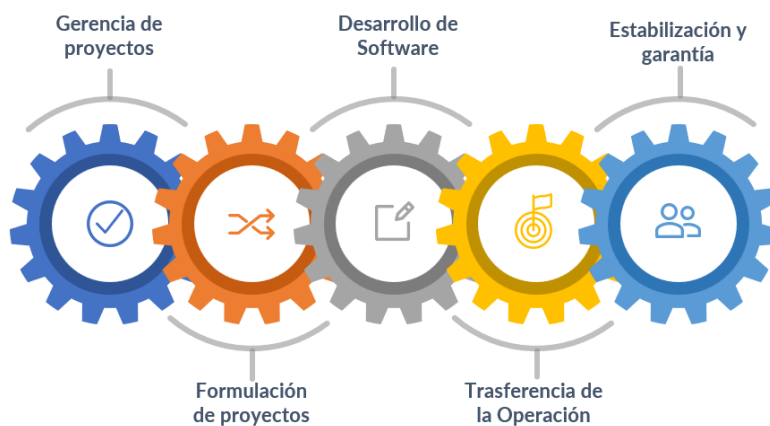 Gerencia de
proyectos
Desarrollo de
Software
Estabilización y
garantía
Formulación
de proyectos
Trasferencia de
la Operación